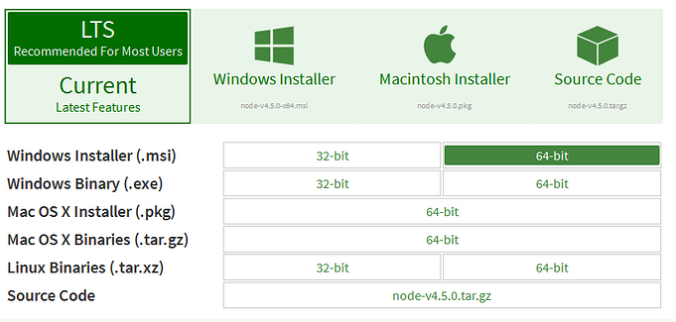 LTS
Recommended For Most Users
Current
Latest Features
Windows Installer
node-v4.5.0-x64.msi
Macintosh Installer
node-v4.5.0.pkg
Source Code
node-v4.5.0.tar.gz
Windows Installer (.msi) 32-bit 64-bit
Windows Binary (.exe) 32-bit 64-bit
Mac OS X Installer (.pkg) 64-bit
Mac OS X Binaries (.tar.gz) 64-bit
Linux Binaries (.tar.xz) 32-bit 64-bit
Source Code node-v4.5.0.tar.gz